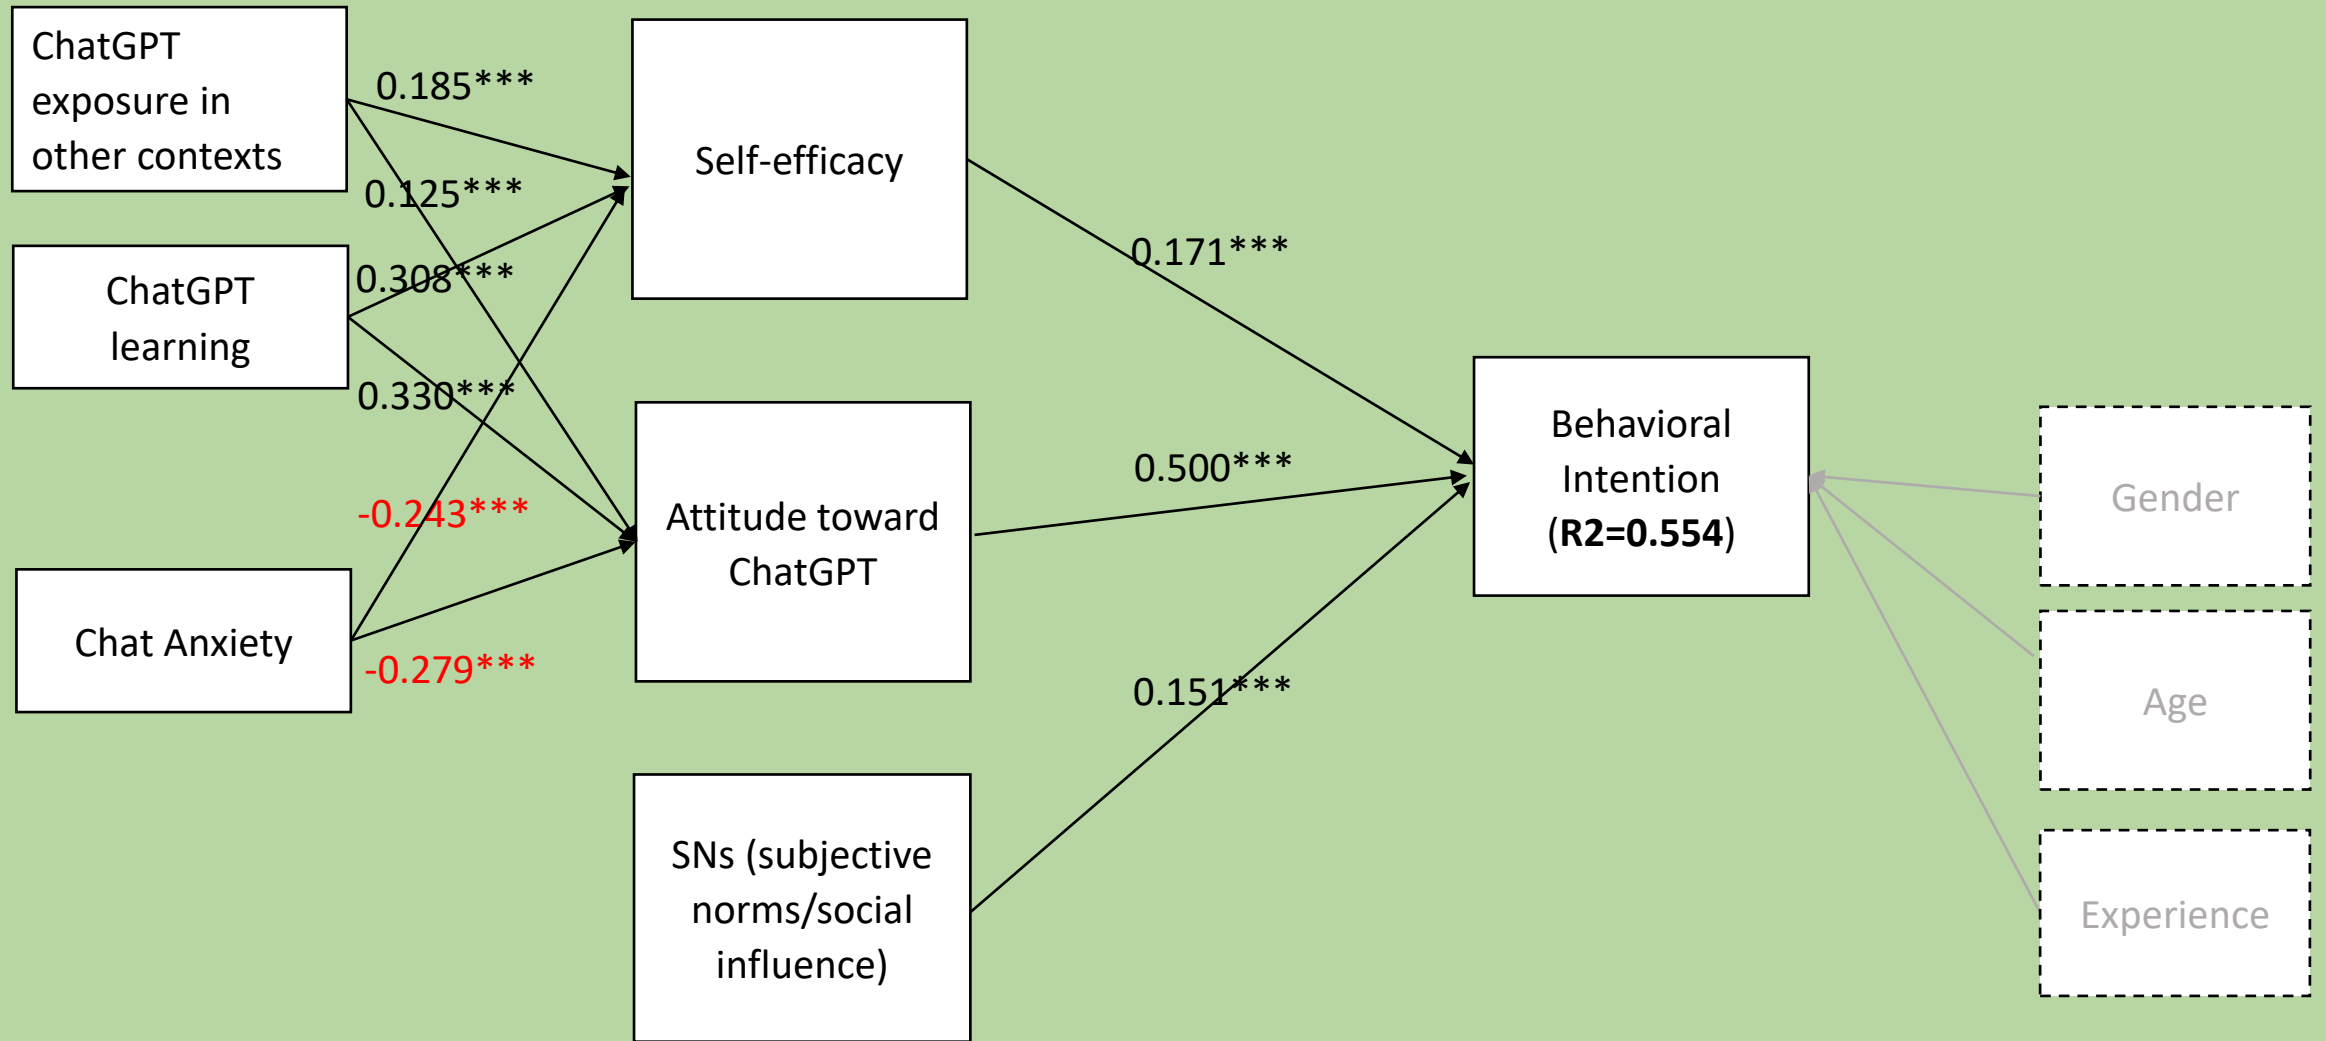 ChatGPT
exposure in
other contexts
0.185***
0.125***
ChatGPT
learning
0.308***
0.330***
Chat Anxiety
-0.243***
-0.279***
Self-efficacy
Attitude toward
ChatGPT
SNs (subjective
norms/social
influence)
0.171***
0.500***
0.151***
Behavioral
Intention
(R2=0.554)
Gender
Age
Experience